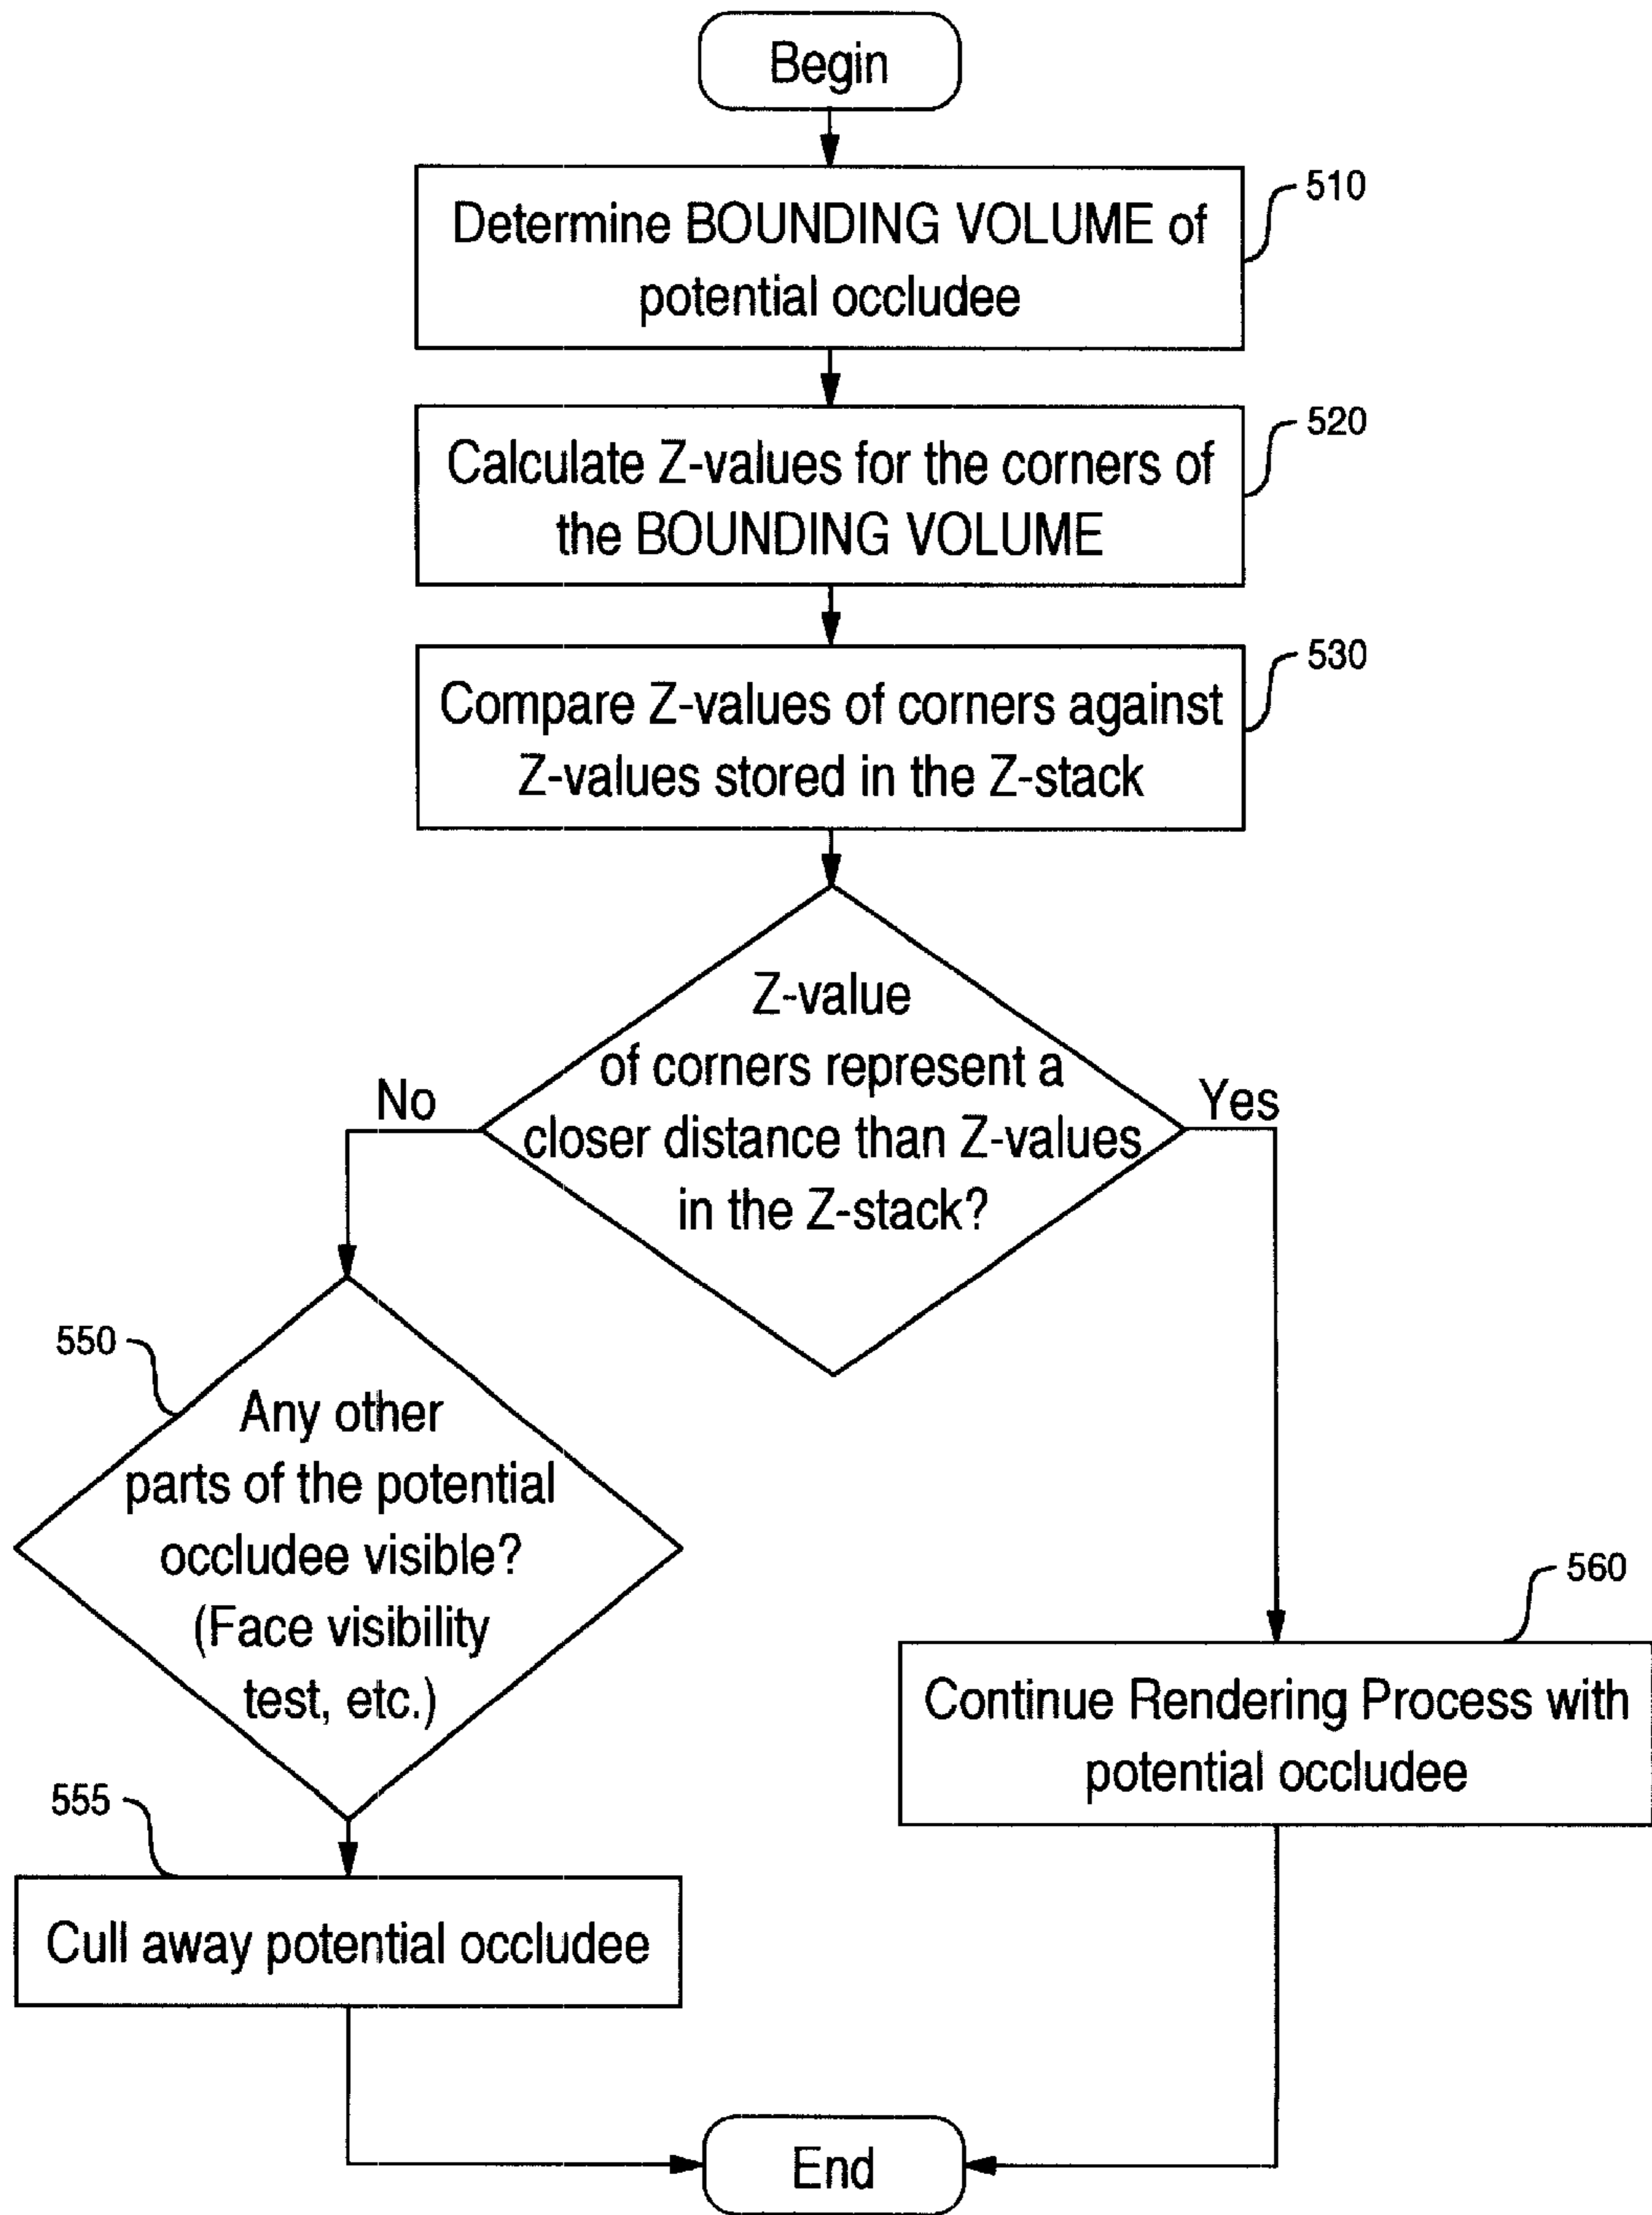 Begin
Determine BOUNDING VOLUME of
potential occludee
510
Calculate Z-values for the corners of
the BOUNDING VOLUME
520
Compare Z-values of corners against
Z-values stored in the Z-stack
530
Z-value
of corners represent a
closer distance than Z-values
in the Z-stack?
No
Yes
550
Any other
parts of the potential
occludee visible?
(Face visibility
test, etc.)
560
Continue Rendering Process with
potential occludee
555
Cull away potential occludee
End